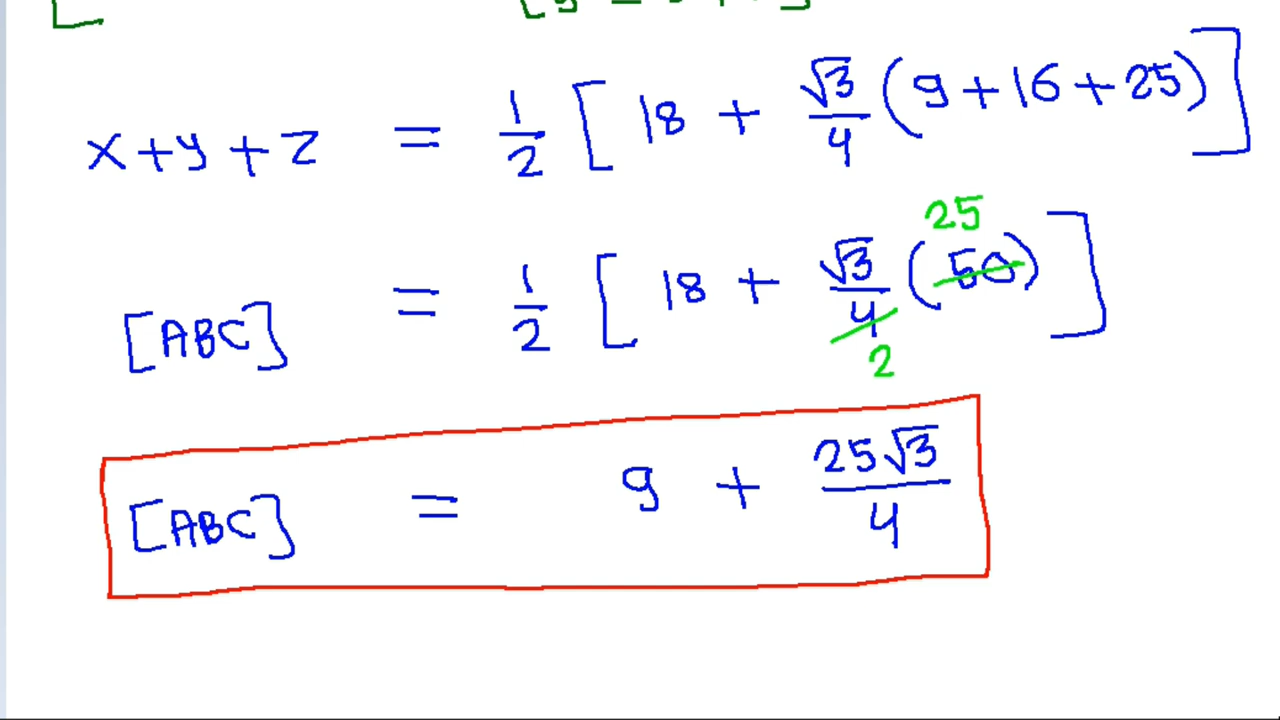 x+y+z = 1/2 [ 18 + √3/4 (9+16+25) ]
[ABC] = 1/2 [ 18 + √3/4 (50) ] 25 2
[ABC] = 9 + 25√3/4